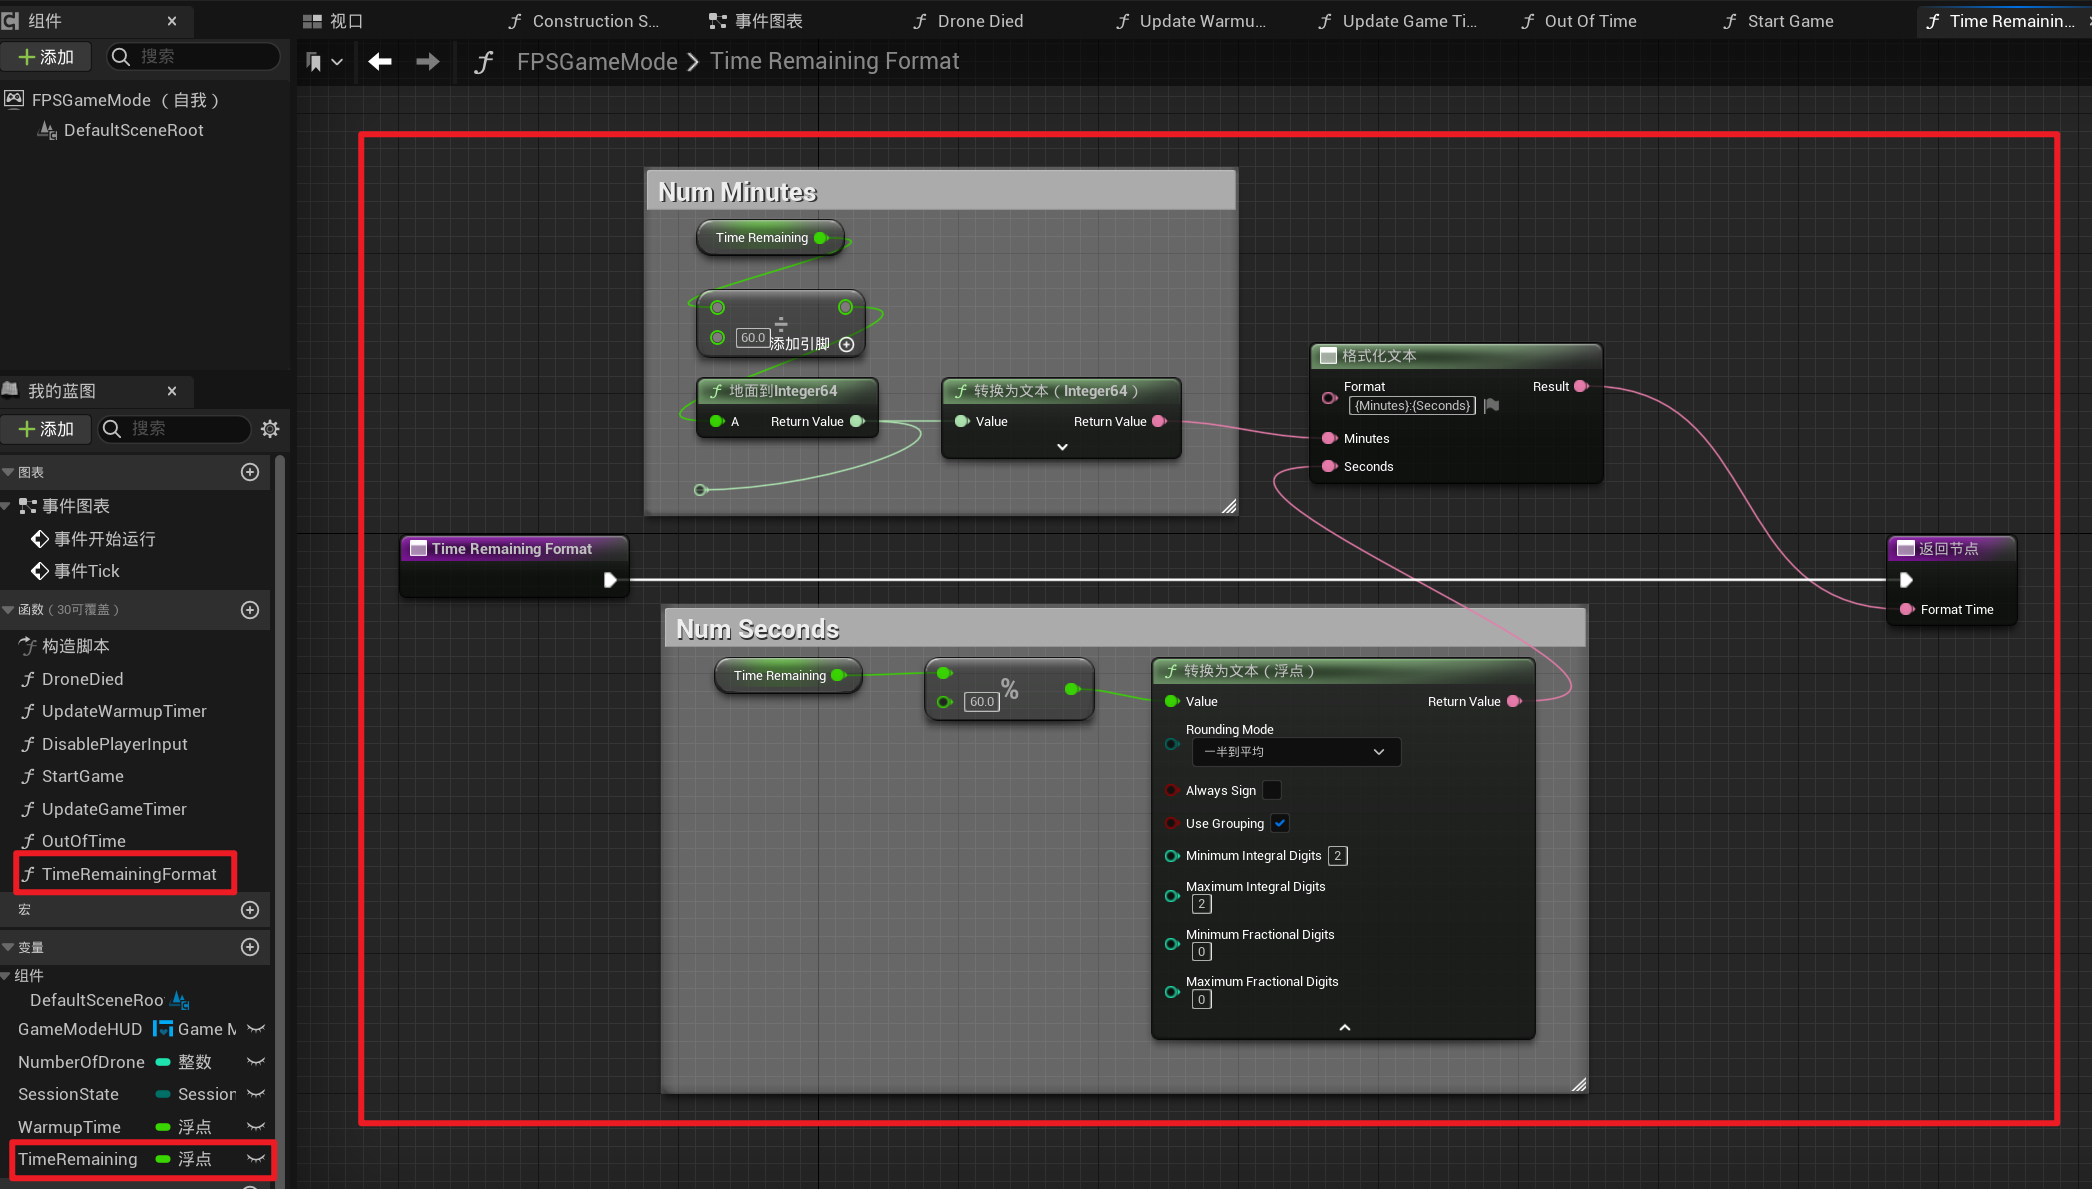 组件
视口
Construction S...
事件图表
Drone Died
Update Warmu...
Update Game Ti...
Out Of Time
Start Game
Time Remainin...
添加
搜索
FPSGameMode
Time Remaining Format
FPSGameMode （自我）
DefaultSceneRoot
我的蓝图
添加
搜索
图表
事件图表
事件开始运行
事件Tick
函数（30可覆盖）
构造脚本
DroneDied
UpdateWarmupTimer
DisablePlayerInput
StartGame
UpdateGameTimer
OutOfTime
TimeRemainingFormat
宏
变量
组件
DefaultSceneRoo
GameModeHUD Game M
NumberOfDrone 整数
SessionState Session
WarmupTime 浮点
TimeRemaining 浮点
Num Minutes
Time Remaining
÷
60.0
添加引脚
地面到Integer64
A Return Value
转换为文本（Integer64）
Value Return Value
格式化文本
Format Result
{Minutes}:{Seconds}
Minutes
Seconds
Time Remaining Format
返回节点
Format Time
Num Seconds
Time Remaining
%
60.0
转换为文本（浮点）
Value Return Value
Rounding Mode
一半到平均
Always Sign
Use Grouping
Minimum Integral Digits 2
Maximum Integral Digits
2
Minimum Fractional Digits
0
Maximum Fractional Digits
0